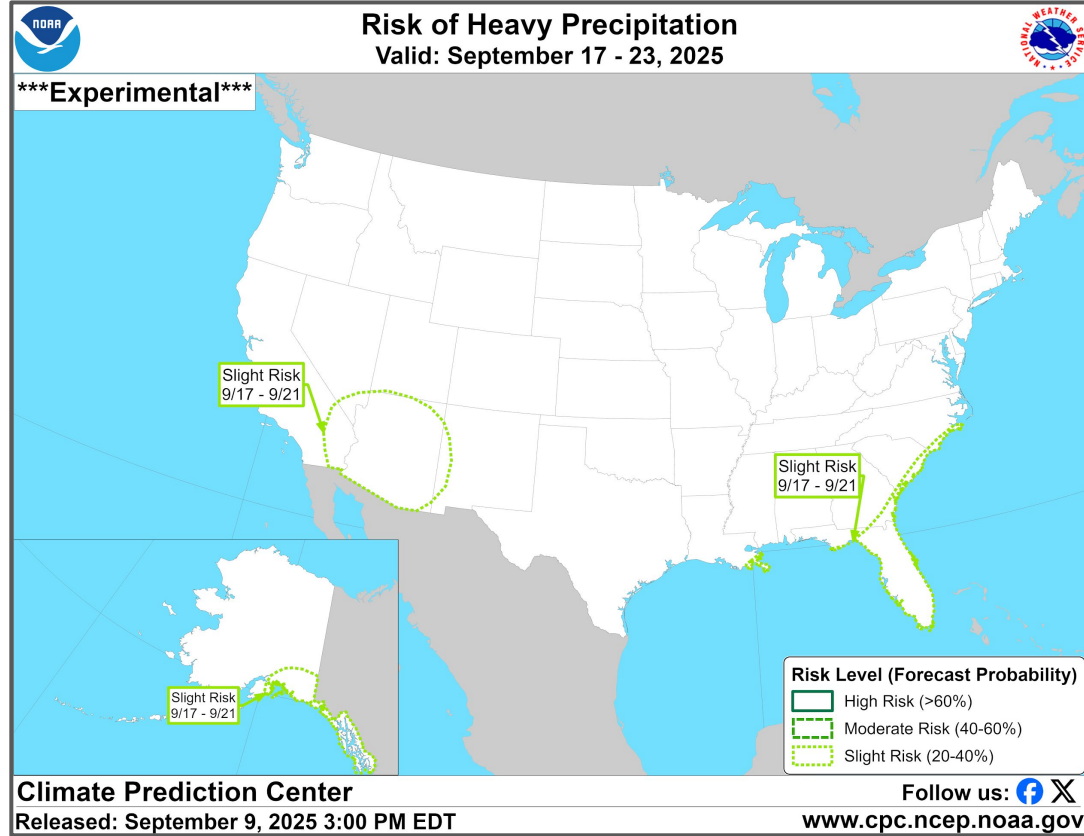 NOAA
Risk of Heavy Precipitation
Valid: September 17 - 23, 2025
NATIONAL WEATHER SERVICE
***Experimental***
Slight Risk
9/17 - 9/21
Slight Risk
9/17 - 9/21
Slight Risk
9/17 - 9/21
Risk Level (Forecast Probability)
High Risk (>60%)
Moderate Risk (40-60%)
Slight Risk (20-40%)
Climate Prediction Center
Follow us:
Released: September 9, 2025 3:00 PM EDT
www.cpc.ncep.noaa.gov